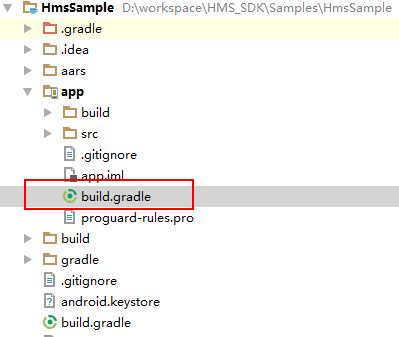 HmsSample D:\workspace\HMS_SDK\Samples\HmsSample
.gradle
.idea
aars
app
build
src
.gitignore
app.iml
build.gradle
proguard-rules.pro
build
gradle
.gitignore
android.keystore
build.gradle